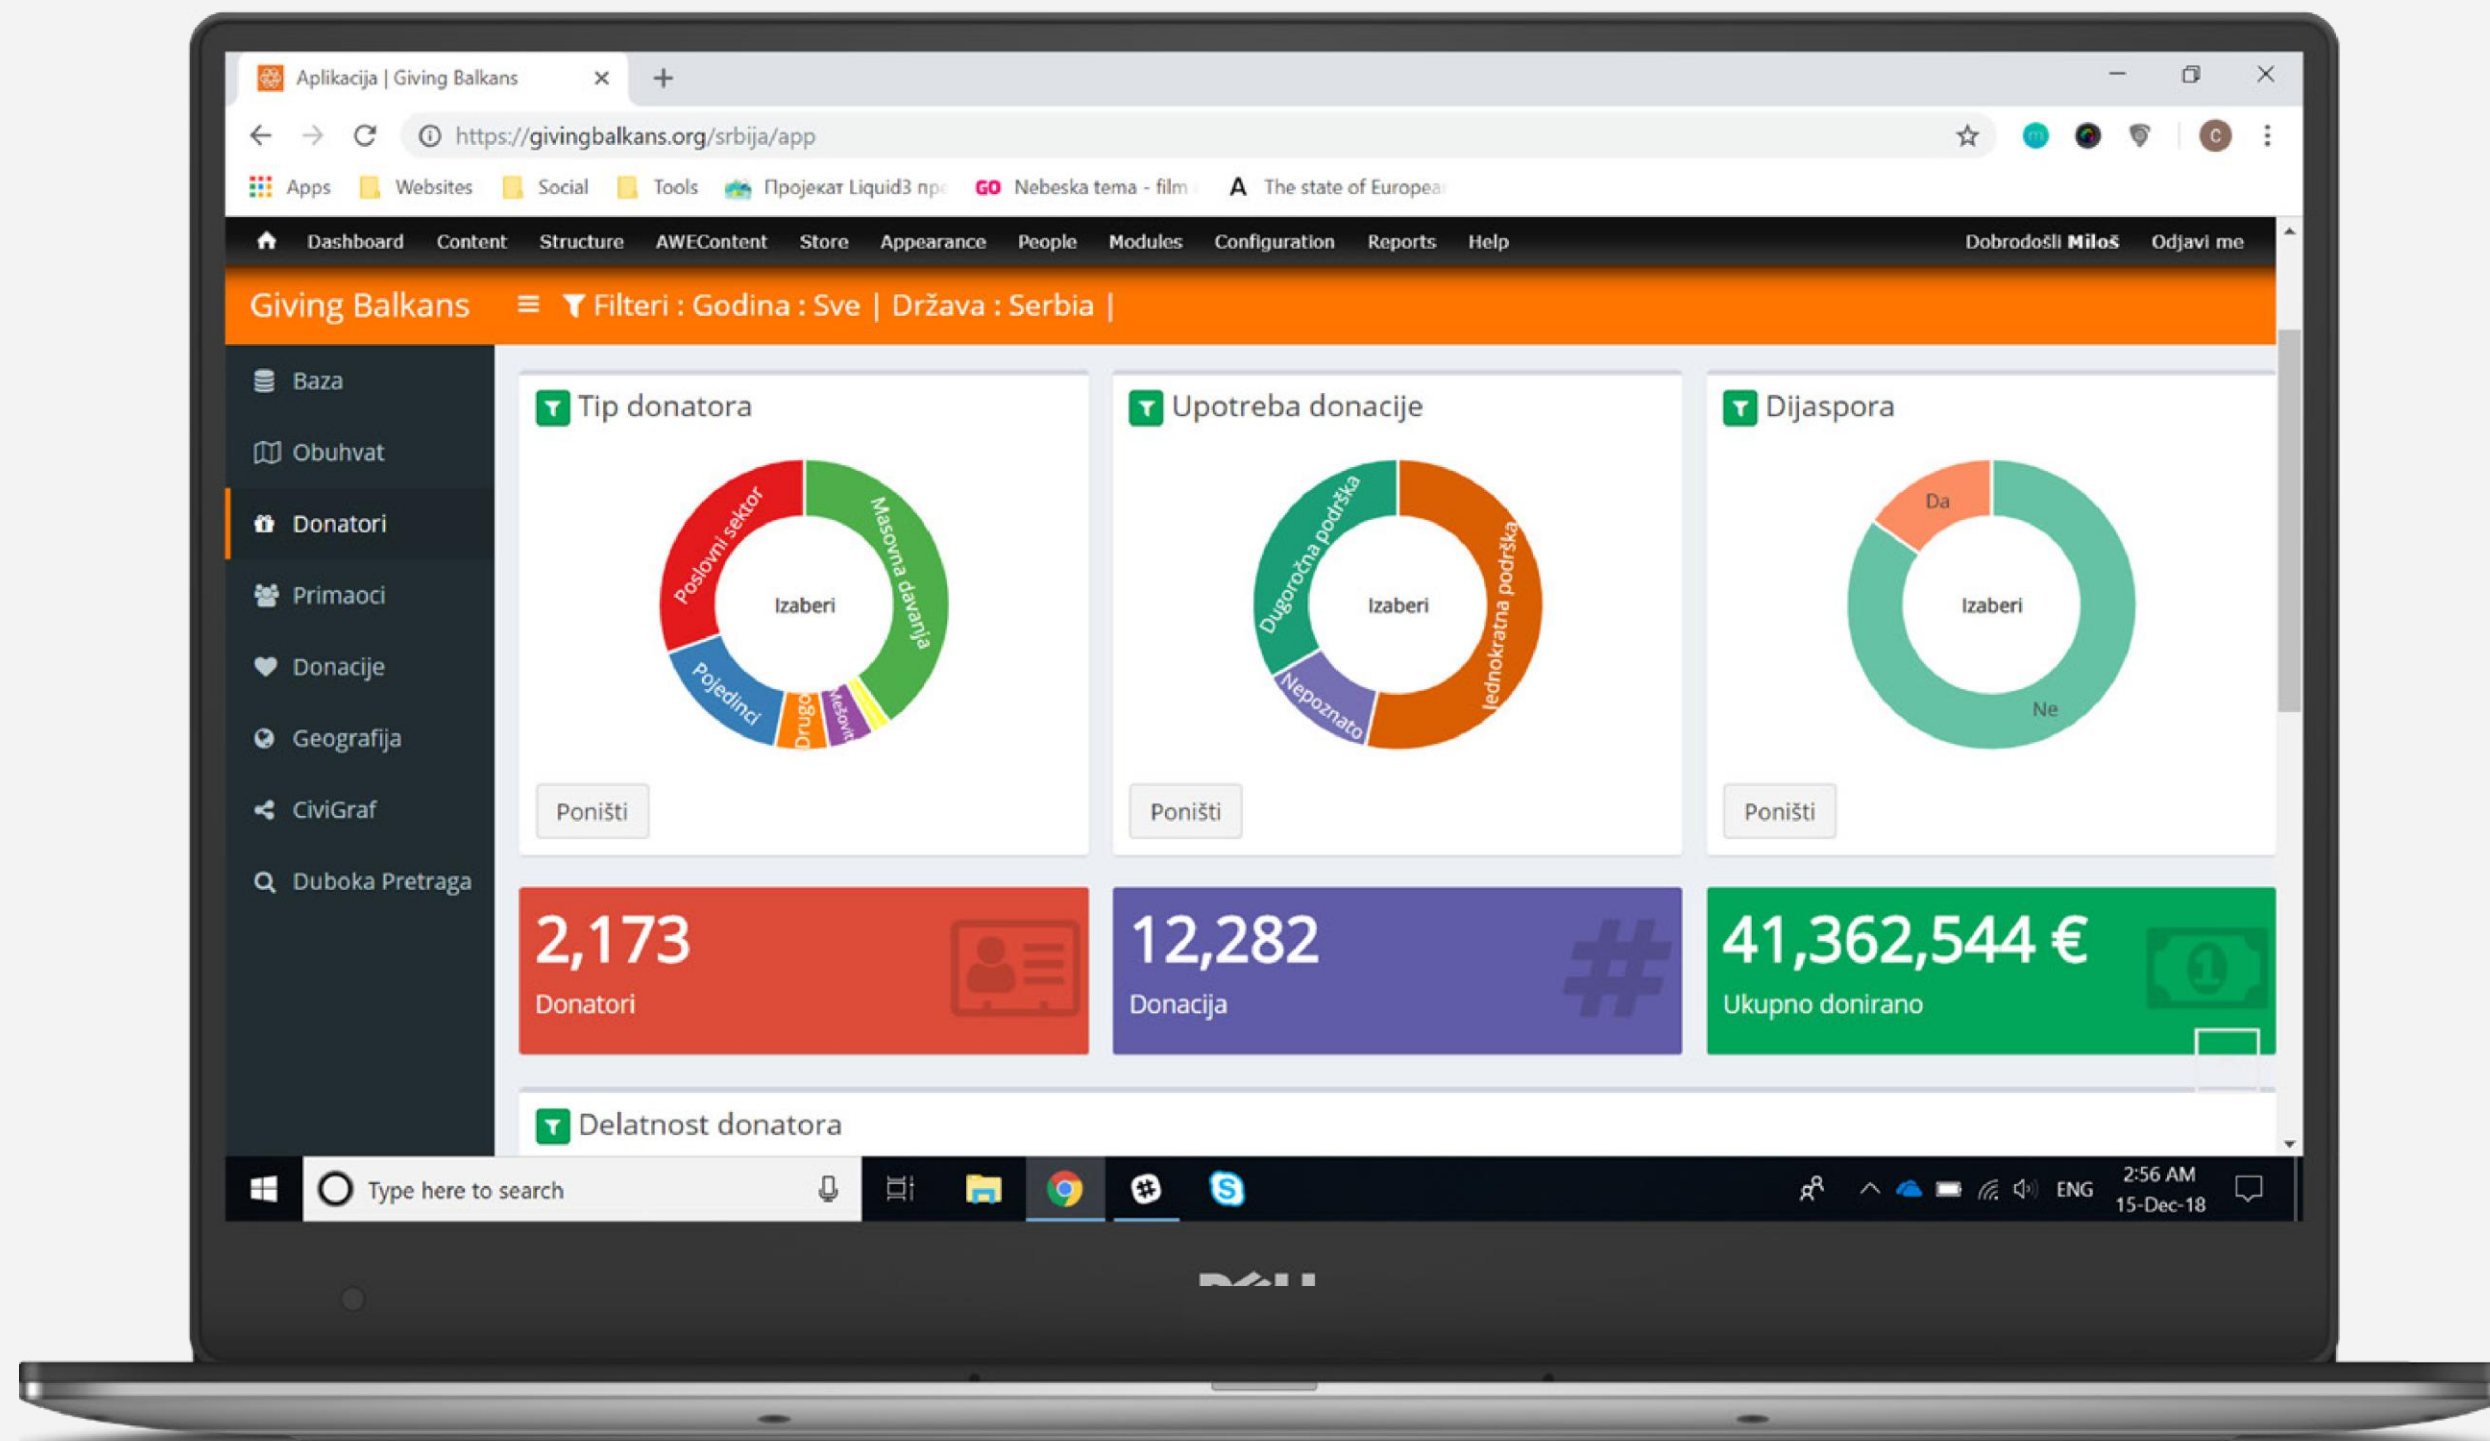 Aplikacija | Giving Balkans
https://givingbalkans.org/srbija/app
Apps Websites Social Tools Пројекат Liquid3 пре GO Nebeska tema - film A The state of European
Dashboard Content Structure AWEContent Store Appearance People Modules Configuration Reports Help Dobrodošli Miloš Odjavi me
Giving Balkans Filteri : Godina : Sve | Država : Serbia |
Baza
Obuhvat
Donatori
Primaoci
Donacije
Geografija
CiviGraf
Duboka Pretraga
Tip donatora
Poslovni sektor
Masovna davanja
Izaberi
Pojedinci
Drugo
Mešoviti
Poništi
Upotreba donacije
Dugoročna podrška
Jednokratna podrška
Izaberi
Nepoznato
Poništi
Dijaspora
Da
Izaberi
Ne
Poništi
2,173
Donatori
12,282
Donacija
41,362,544 €
Ukupno donirano
Delatnost donatora
Type here to search
ENG
2:56 AM
15-Dec-18